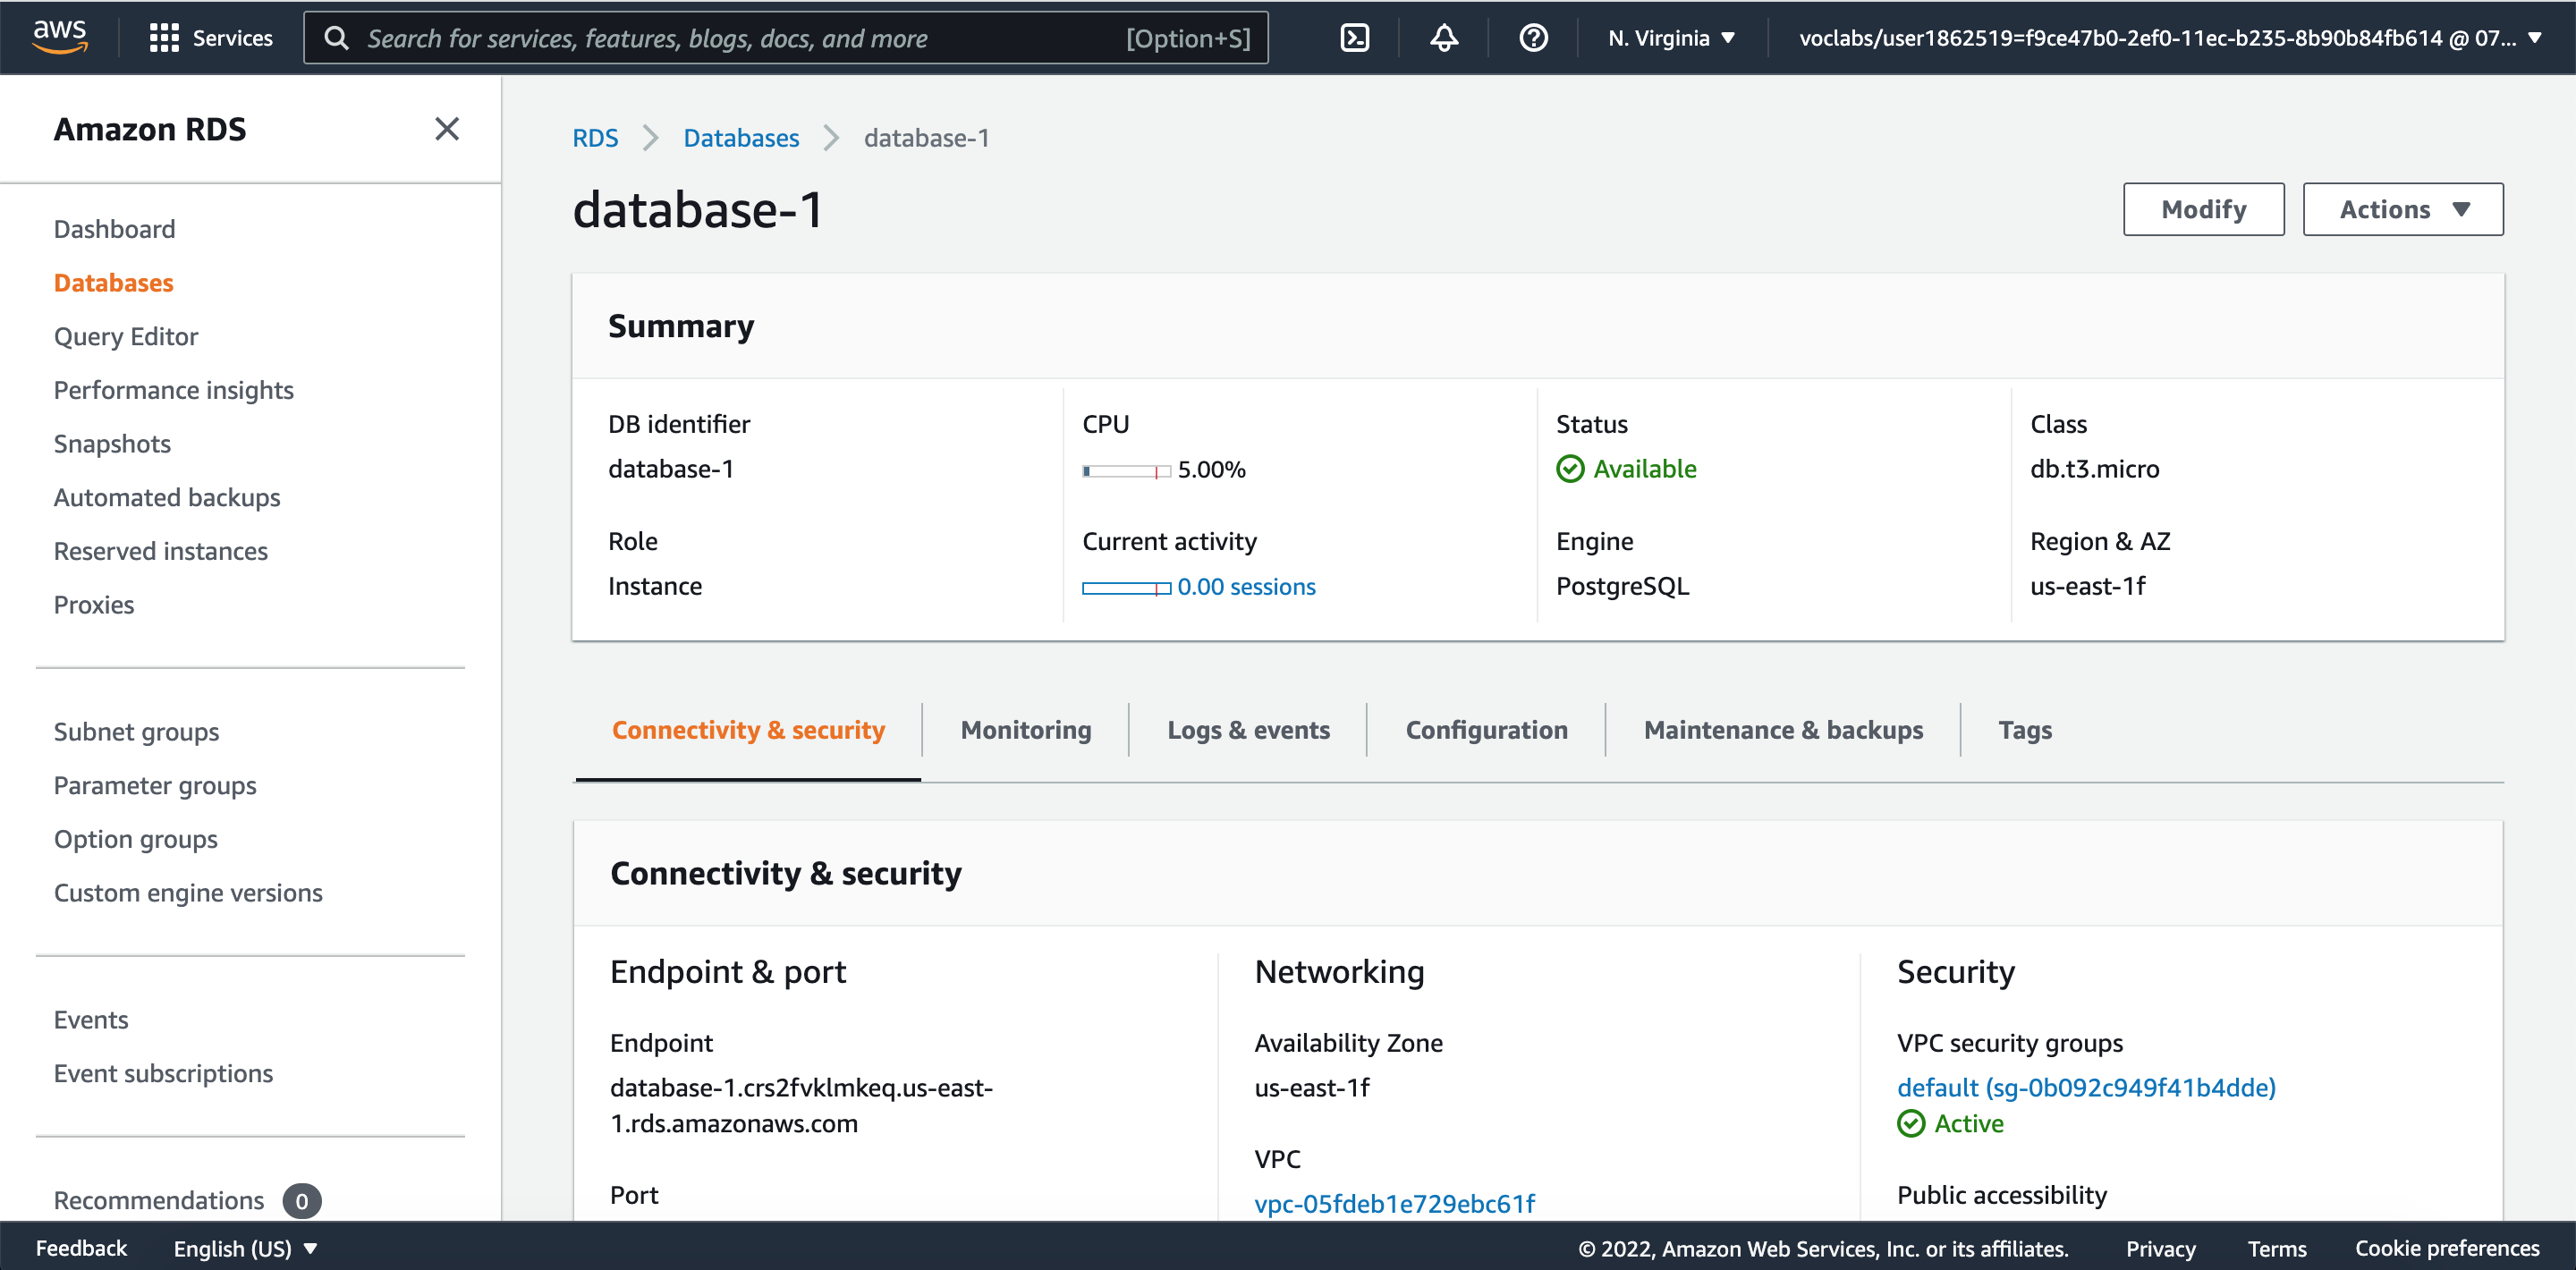 aws
Services
Search for services, features, blogs, docs, and more
[Option+S]
N. Virginia
voclabs/user1862519=f9ce47b0-2ef0-11ec-b235-8b90b84fb614 @ 07...
Amazon RDS
Dashboard
Databases
Query Editor
Performance insights
Snapshots
Automated backups
Reserved instances
Proxies
Subnet groups
Parameter groups
Option groups
Custom engine versions
Events
Event subscriptions
Recommendations 0
RDS > Databases > database-1
database-1
Modify
Actions
Summary
DB identifier
database-1
CPU
5.00%
Status
Available
Class
db.t3.micro
Role
Instance
Current activity
0.00 sessions
Engine
PostgreSQL
Region & AZ
us-east-1f
Connectivity & security
Monitoring
Logs & events
Configuration
Maintenance & backups
Tags
Connectivity & security
Endpoint & port
Endpoint
database-1.crs2fvklmkeq.us-east-
1.rds.amazonaws.com
Port
Networking
Availability Zone
us-east-1f
VPC
vpc-05fdeb1e729ebc61f
Security
VPC security groups
default (sg-0b092c949f41b4dde)
Active
Public accessibility
Feedback
English (US)
© 2022, Amazon Web Services, Inc. or its affiliates.
Privacy
Terms
Cookie preferences